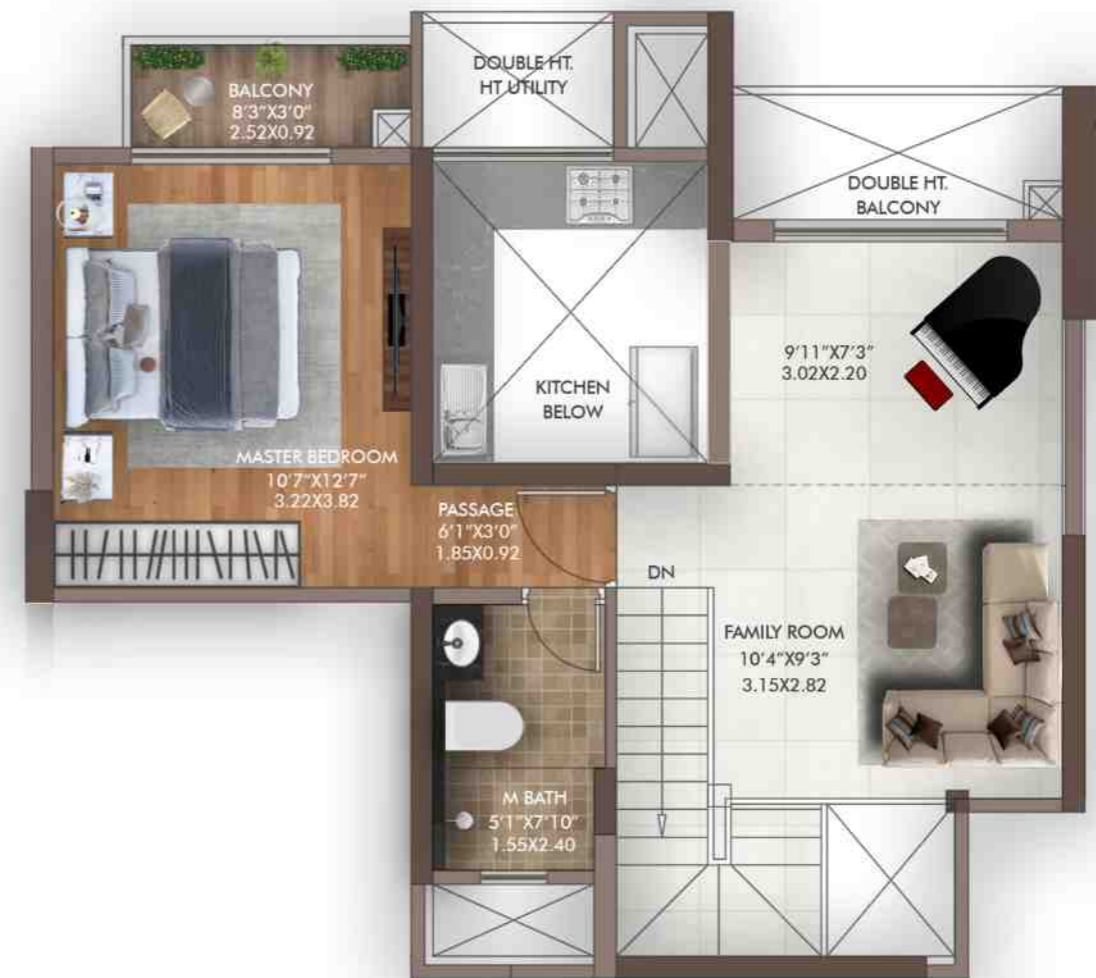 BALCONY
8'3"X3'0"
2.52X0.92
DOUBLE HT.
HT UTILITY
DOUBLE HT.
BALCONY
9'11"X7'3"
3.02X2.20
KITCHEN
BELOW
MASTER BEDROOM
10'7"X12'7"
3.22X3.82
PASSAGE
6'1"X3'0"
1.85X0.92
DN
FAMILY ROOM
10'4"X9'3"
3.15X2.82
M BATH
5'1"X7'10"
1.55X2.40